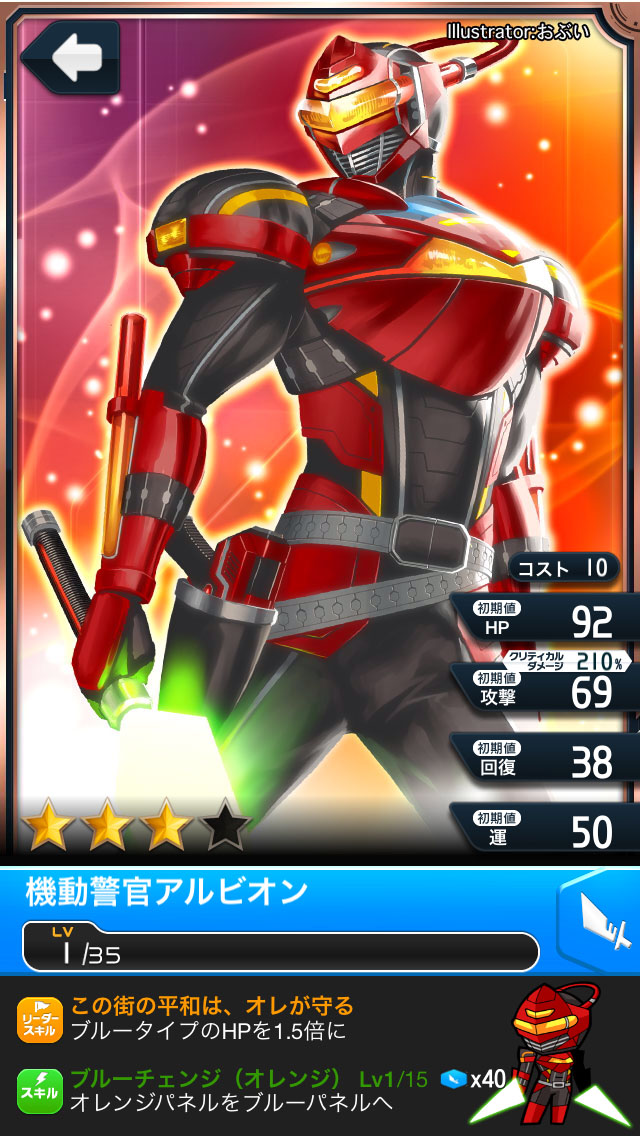 Illustrator:おぶい
コスト 10
初期値
HP 92
クリティカル
ダメージ 210%
初期値
攻撃 69
初期値
回復 38
初期値
運 50
機動警官アルビオン
LV
1/35
リーダー
スキル
この街の平和は、オレが守る
ブルータイプのHPを1.5倍に
スキル
ブルーチェンジ(オレンジ) Lv1/15
x40
オレンジパネルをブルーパネルへ